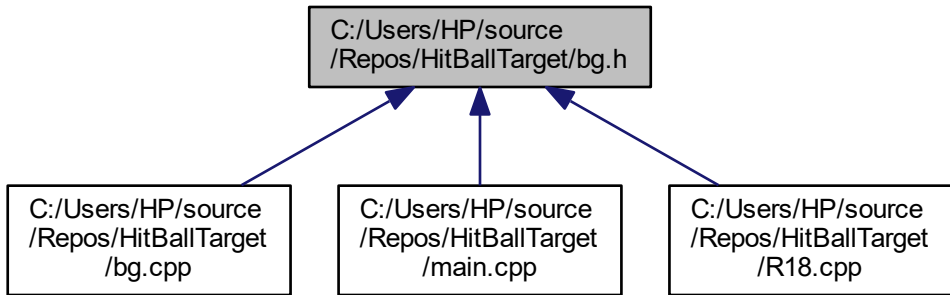 C:/Users/HP/source
/Repos/HitBallTarget/bg.h
C:/Users/HP/source
/Repos/HitBallTarget
/bg.cpp
C:/Users/HP/source
/Repos/HitBallTarget
/main.cpp
C:/Users/HP/source
/Repos/HitBallTarget
/R18.cpp